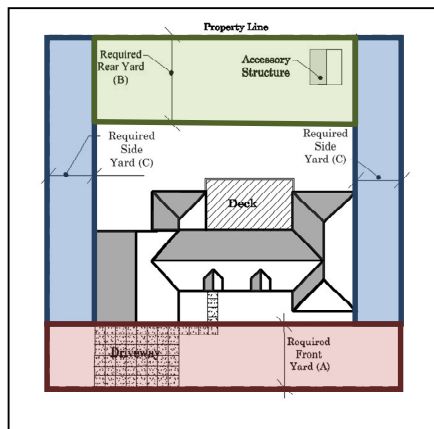 Property Line
Required
Rear Yard
(B)
Accessory
Structure
Required
Side
Yard (C)
Required
Side
Yard (C)
Deck
Driveway
Required
Front
Yard (A)